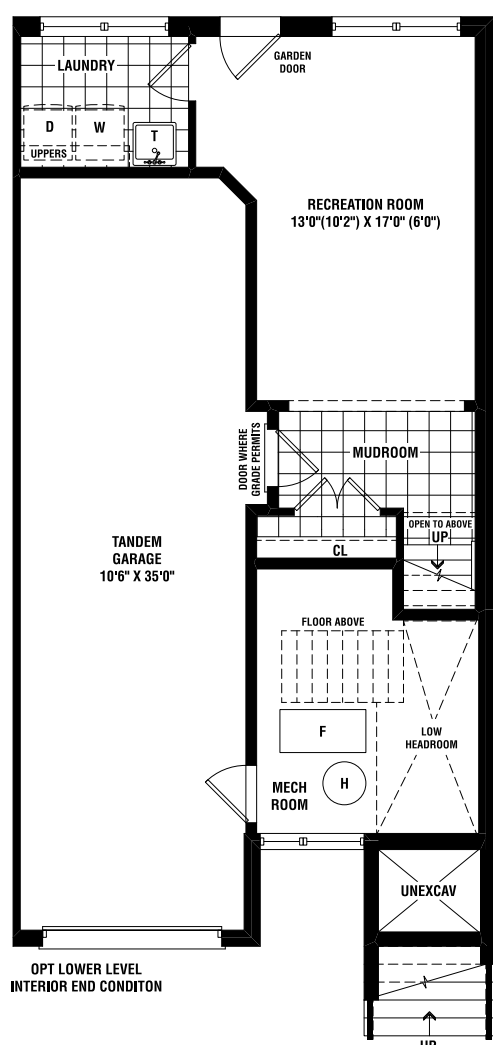 LAUNDRY
GARDEN
DOOR
D
W
T
UPPERS
RECREATION ROOM
13'0"(10'2") X 17'0" (6'0")
DOOR WHERE
GRADE PERMITS
MUDROOM
OPEN TO ABOVE
UP
CL
TANDEM
GARAGE
10'6" X 35'0"
FLOOR ABOVE
F
LOW
HEADROOM
H
MECH
ROOM
UNEXCAV
OPT LOWER LEVEL
INTERIOR END CONDITON
UP